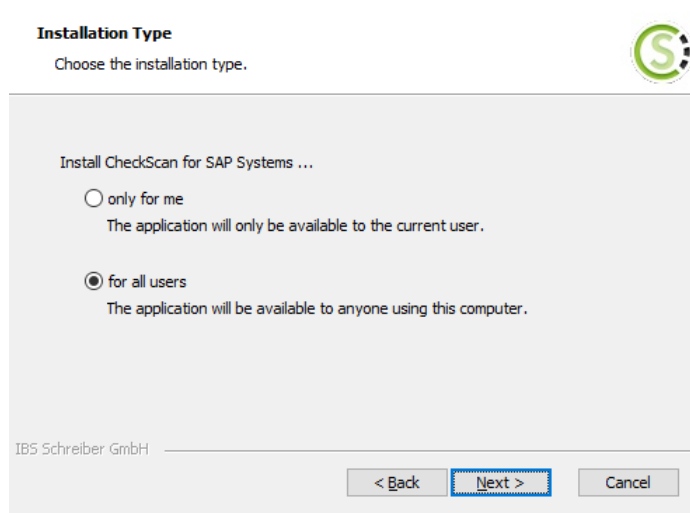 Installation Type
Choose the installation type.
CS
Install CheckScan for SAP Systems ...
only for me
The application will only be available to the current user.
for all users
The application will be available to anyone using this computer.
IBS Schreiber GmbH
< Back
Next >
Cancel